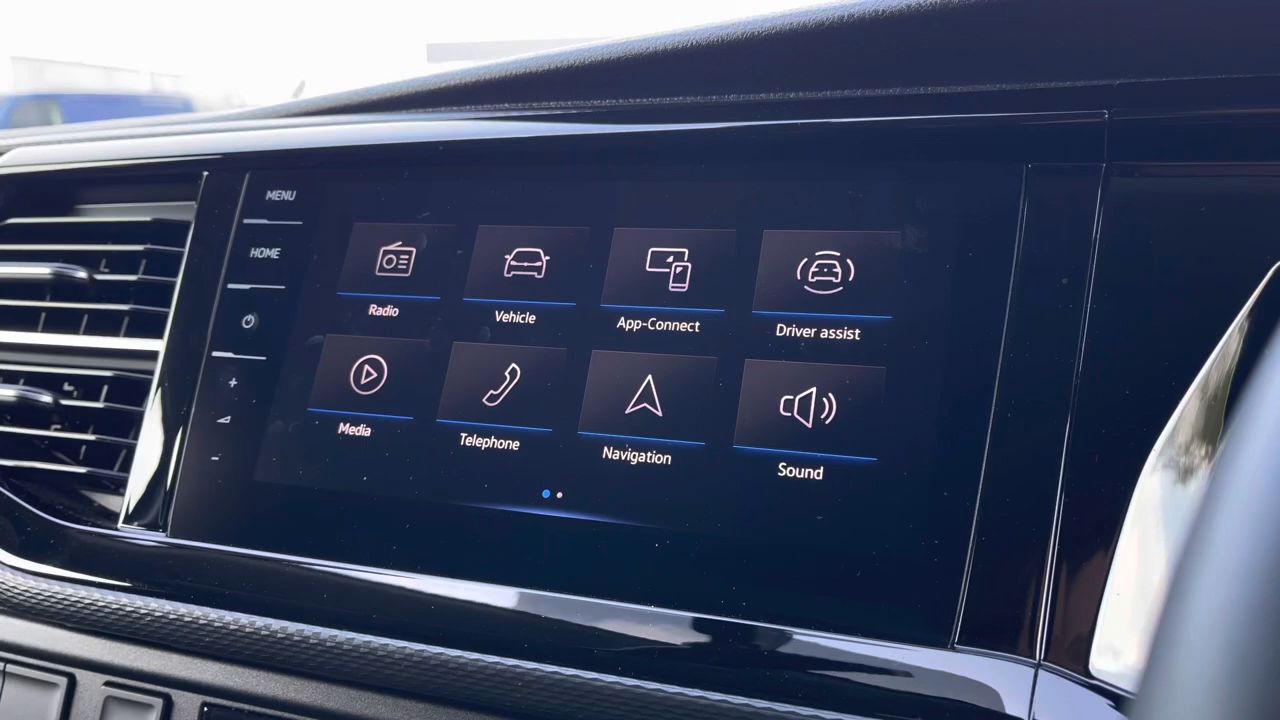 MENU
HOME
+
-
Radio
Vehicle
App-Connect
Driver assist
Media
Telephone
Navigation
Sound